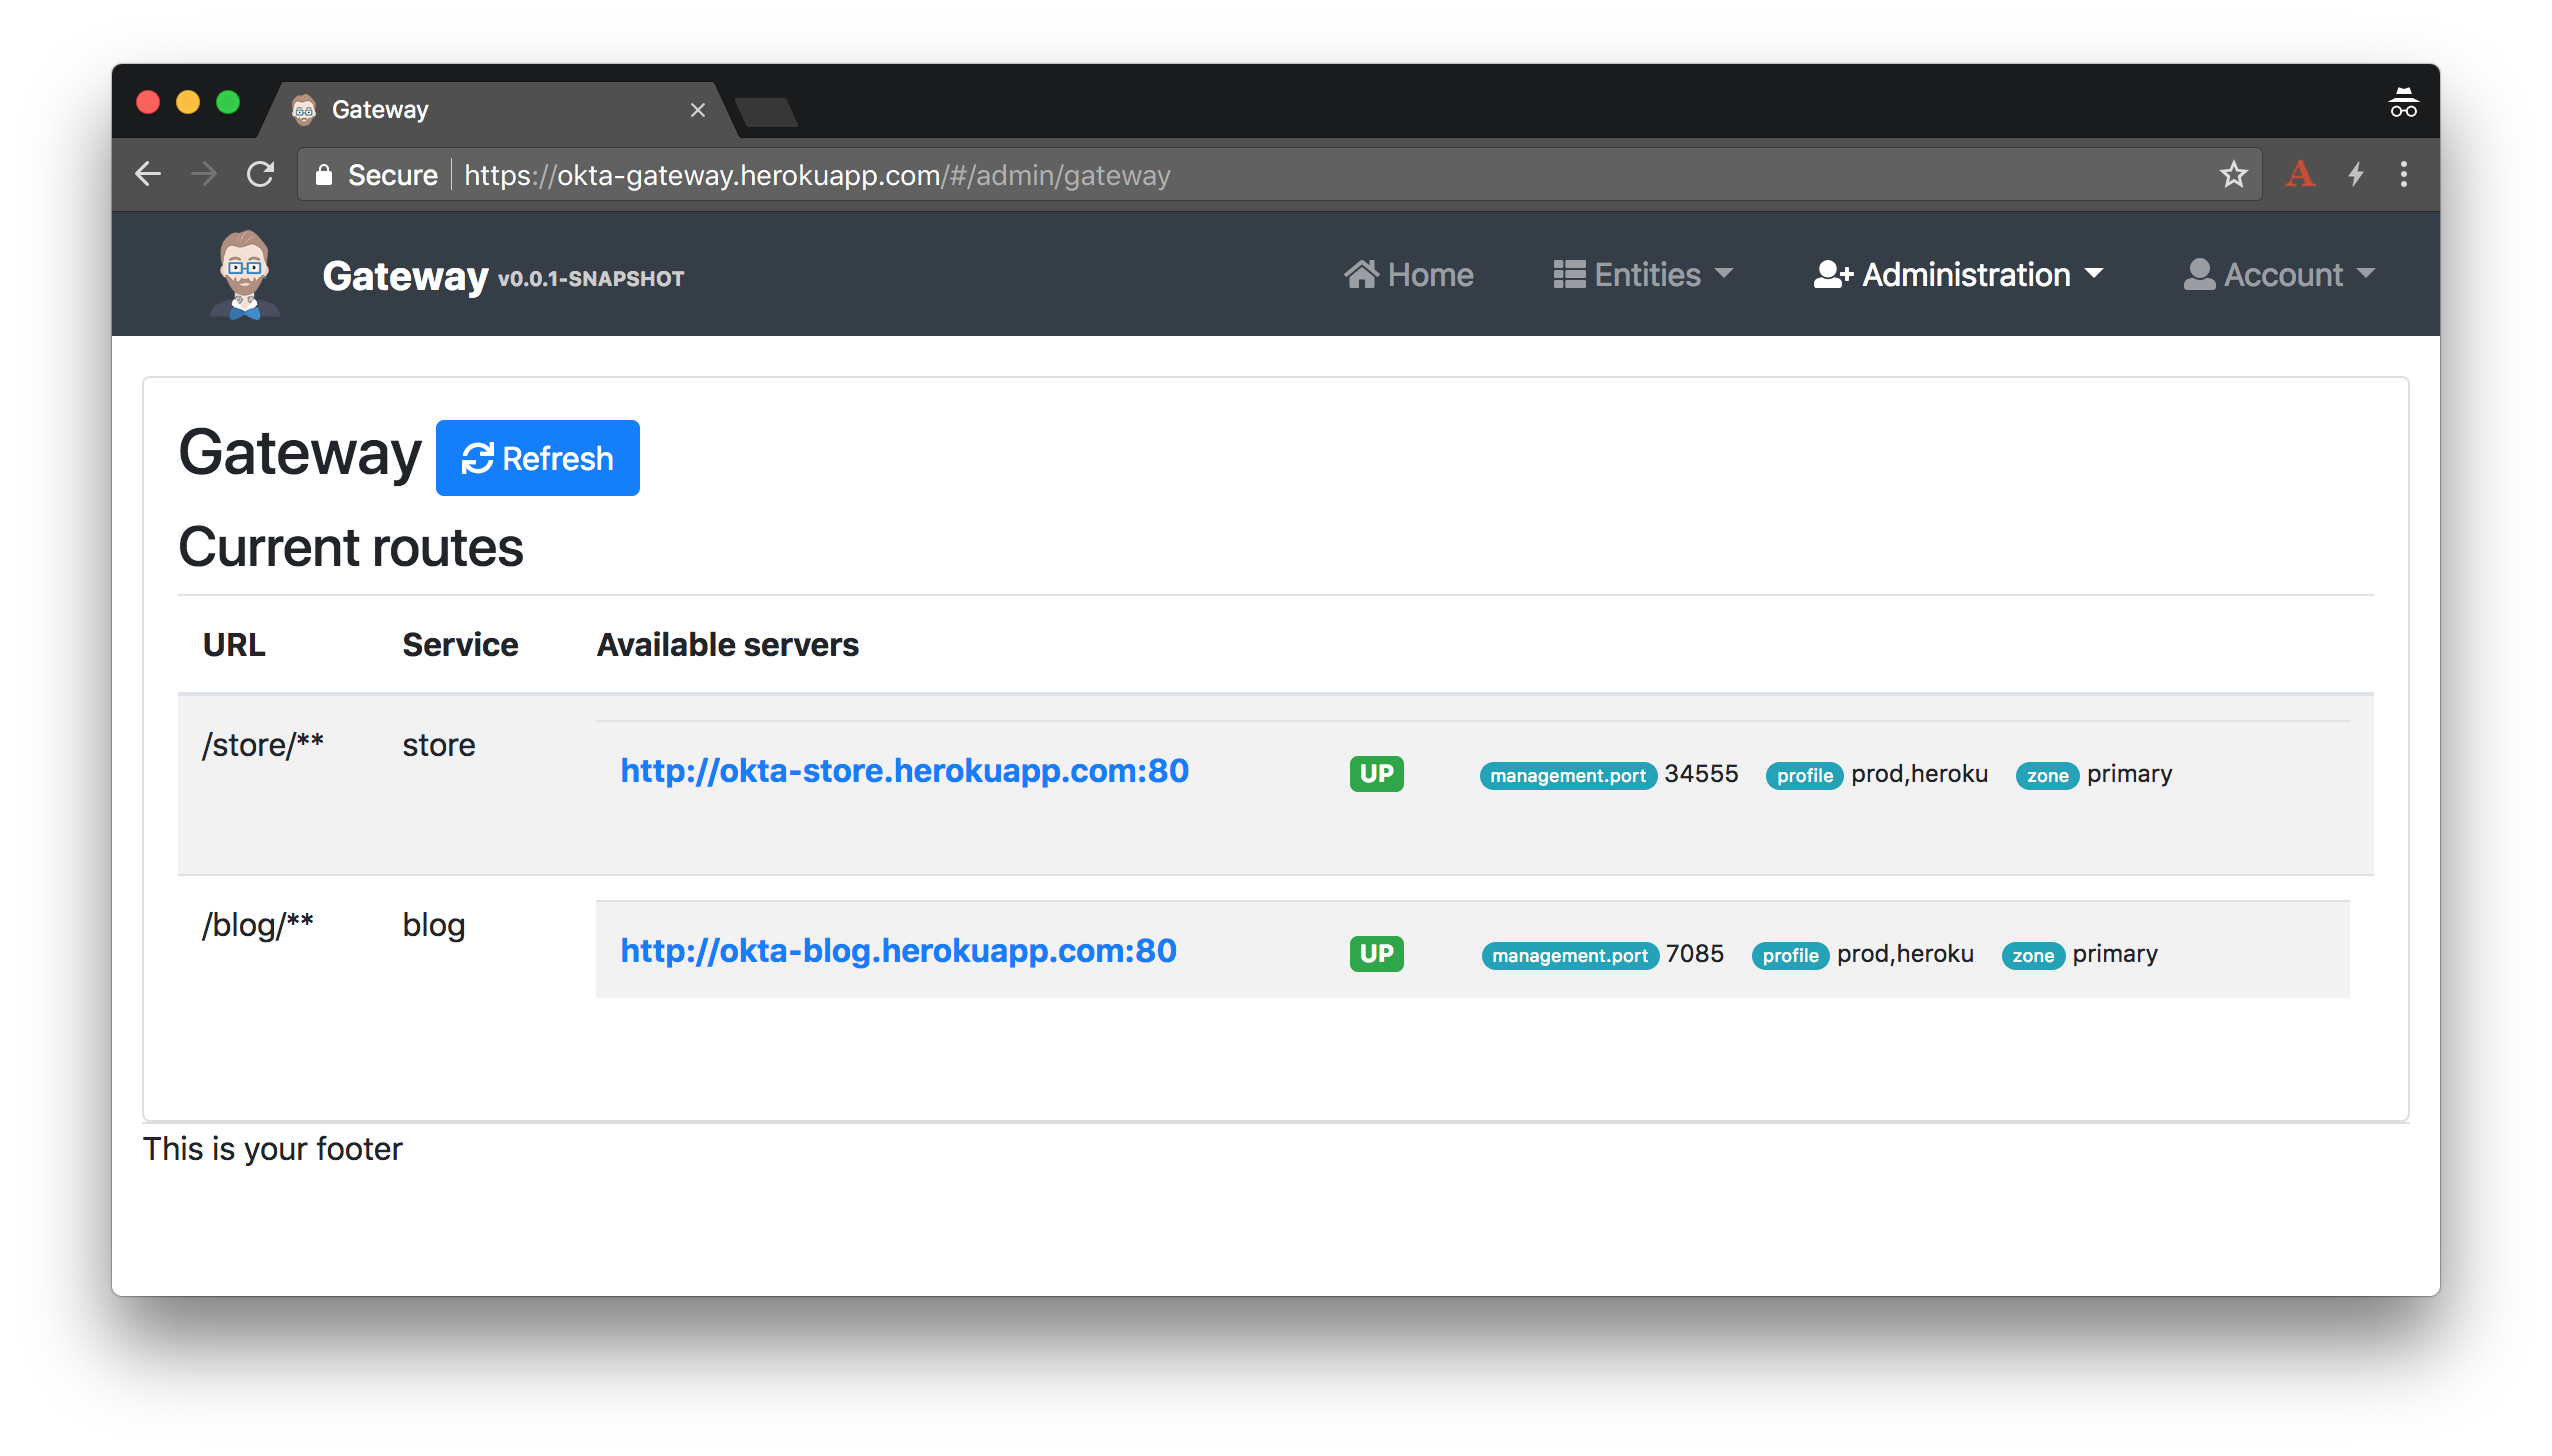 Gateway
Secure https://okta-gateway.herokuapp.com/#/admin/gateway A
Gateway v0.0.1-SNAPSHOT Home Entities Administration Account
Gateway Refresh
Current routes
URL Service Available servers
/store/** store http://okta-store.herokuapp.com:80 UP management.port 34555 profile prod,heroku zone primary
/blog/** blog http://okta-blog.herokuapp.com:80 UP management.port 7085 profile prod,heroku zone primary
This is your footer